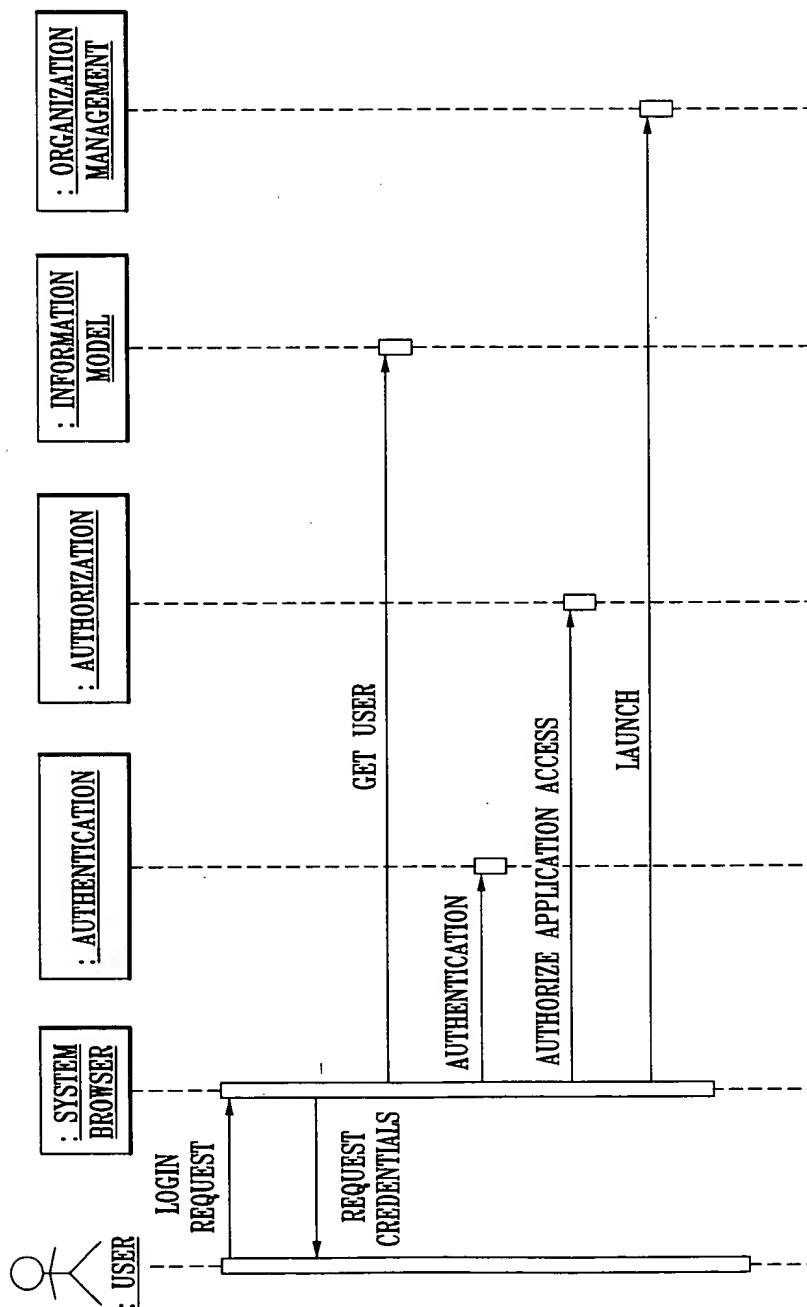 : USER
: SYSTEM
BROWSER
: AUTHENTICATION
: AUTHORIZATION
: INFORMATION
MODEL
: ORGANIZATION
MANAGEMENT
LOGIN
REQUEST
REQUEST
CREDENTIALS
GET USER
AUTHENTICATION
AUTHORIZE APPLICATION ACCESS
LAUNCH